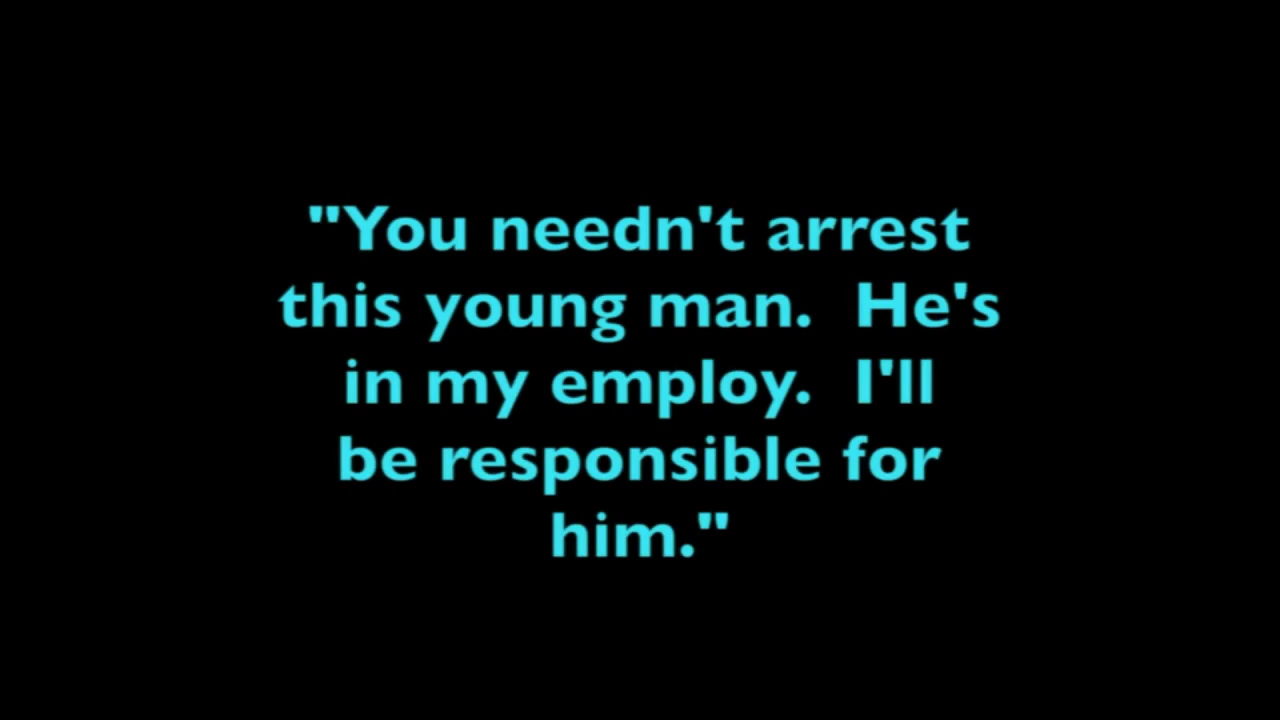 "You needn't arrest
this young man.  He's
in my employ.  I'll
be responsible for
him."